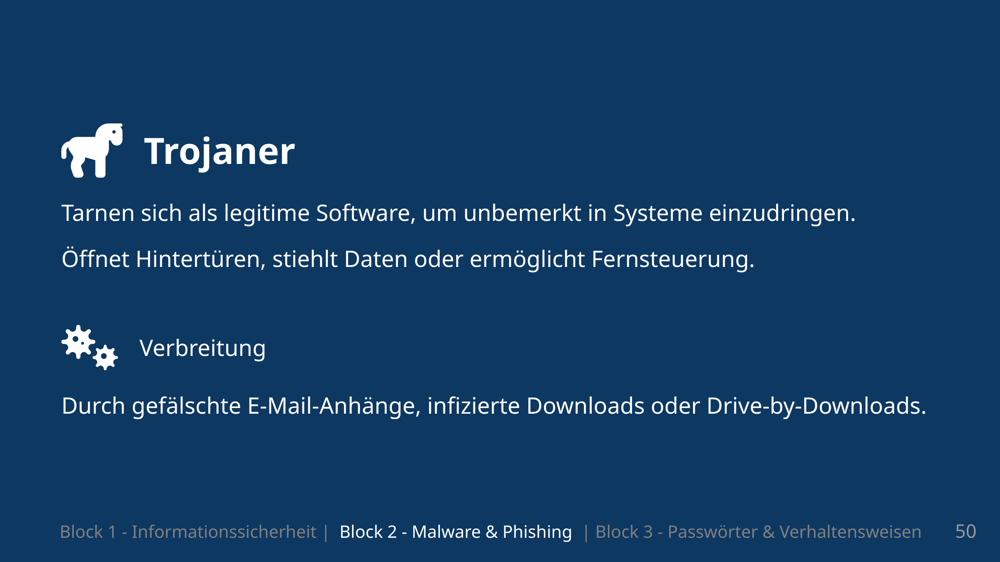 Trojaner
Tarnen sich als legitime Software, um unbemerkt in Systeme einzudringen.
Öffnet Hintertüren, stiehlt Daten oder ermöglicht Fernsteuerung.
Verbreitung
Durch gefälschte E-Mail-Anhänge, infizierte Downloads oder Drive-by-Downloads.
Block 1 - Informationssicherheit | Block 2 - Malware & Phishing | Block 3 - Passwörter & Verhaltensweisen 50